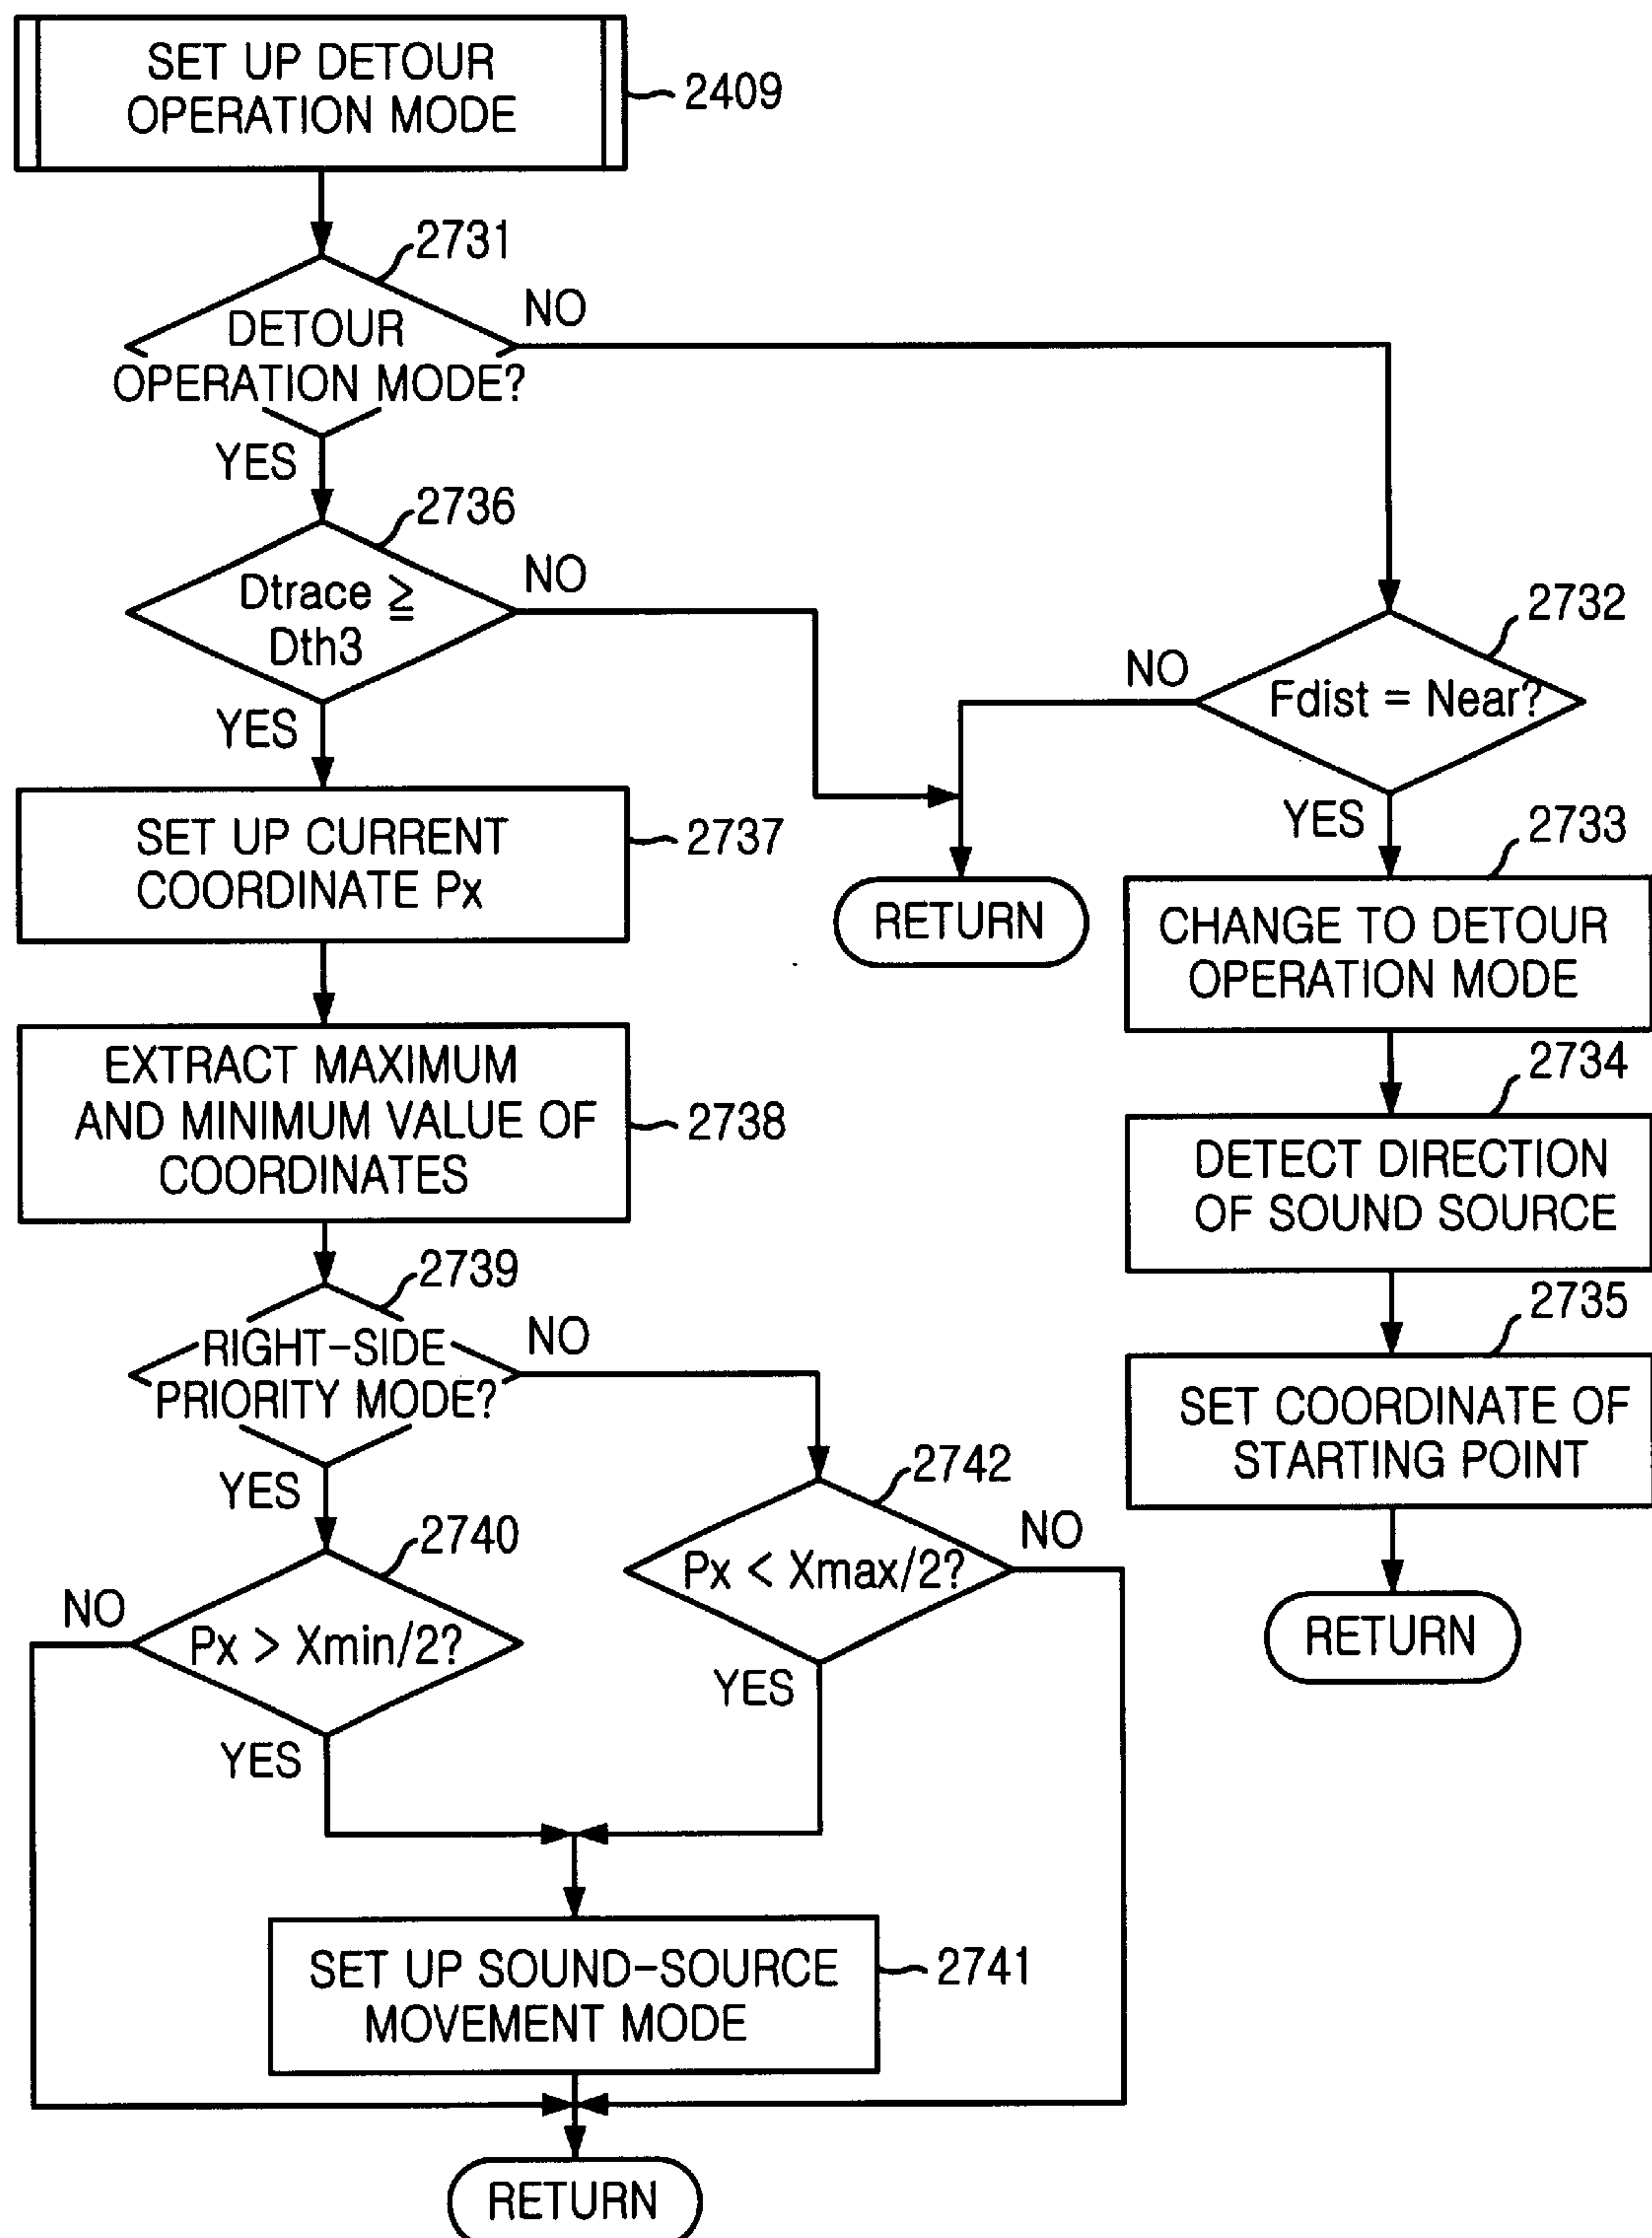 SET UP DETOUR
OPERATION MODE
2409
2731
DETOUR
OPERATION MODE?
NO
YES
2736
Dtrace ≧
Dth3
NO
YES
2732
Fdist = Near?
NO
YES
SET UP CURRENT
COORDINATE Px
2737
RETURN
2733
CHANGE TO DETOUR
OPERATION MODE
EXTRACT MAXIMUM
AND MINIMUM VALUE OF
COORDINATES
2738
2734
DETECT DIRECTION
OF SOUND SOURCE
2739
RIGHT-SIDE
PRIORITY MODE?
NO
YES
2735
SET COORDINATE OF
STARTING POINT
RETURN
2740
Px > Xmin/2?
NO
YES
2742
Px < Xmax/2?
NO
YES
SET UP SOUND-SOURCE
MOVEMENT MODE
2741
RETURN